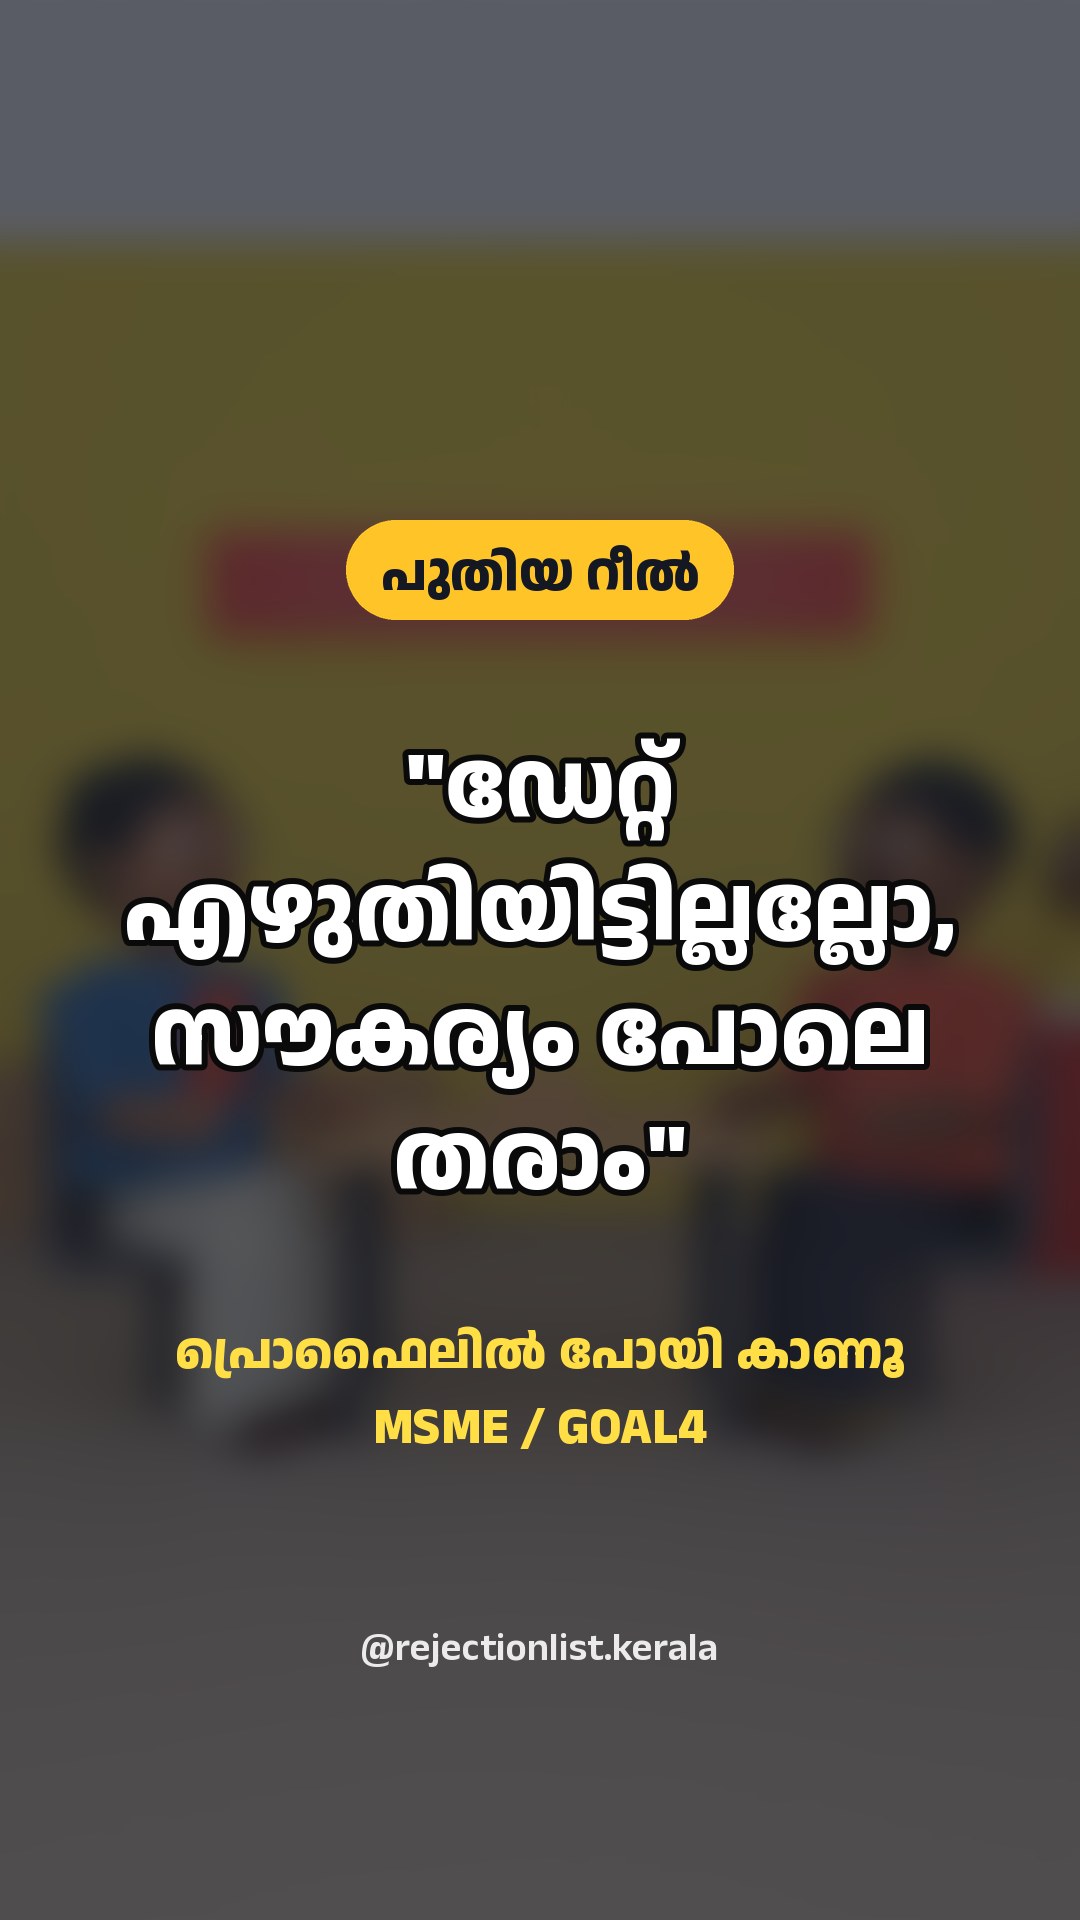 പുതിയ റീൽ
"ഡേറ്റ്
എഴുതിയിട്ടില്ലല്ലോ,
സൗകര്യം പോലെ
തരാം"
പ്രൊഫൈലിൽ പോയി കാണൂ
MSME / GOAL4
@rejectionlist.kerala